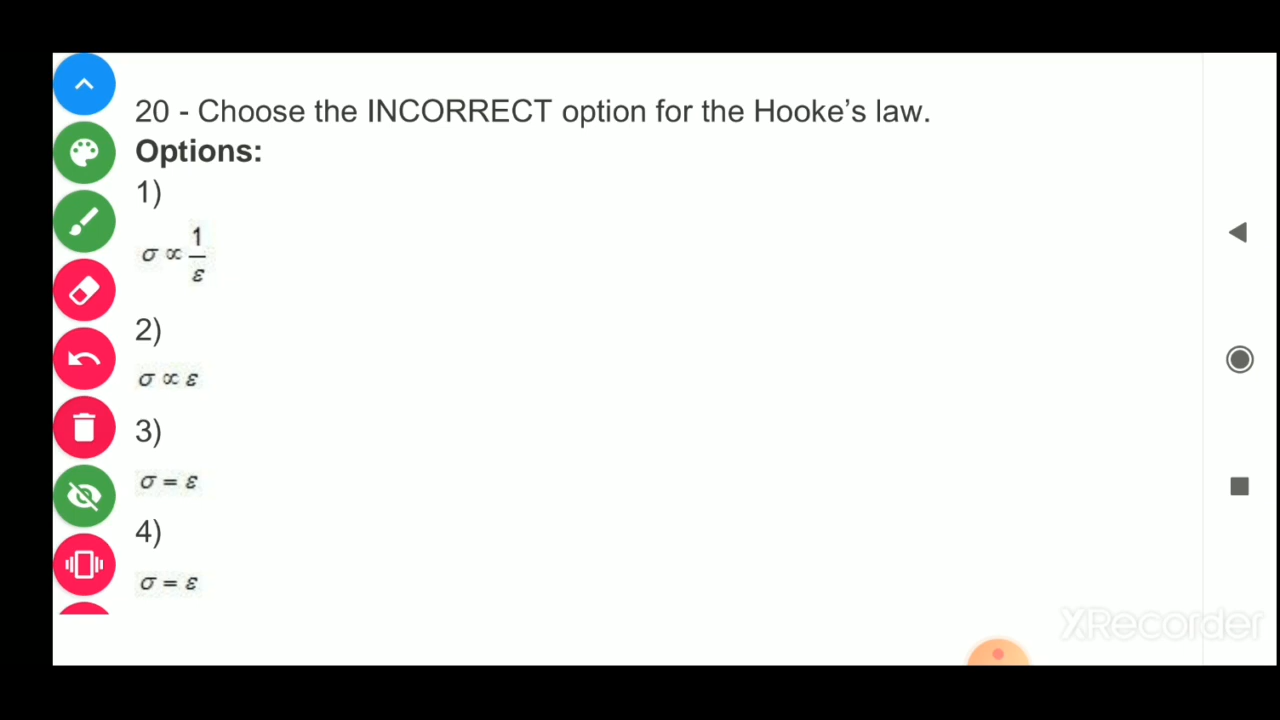 20 - Choose the INCORRECT option for the Hooke’s law.
Options:
1)
σ ∝ 1/ε
2)
σ ∝ ε
3)
σ = ε
4)
σ = ε
XRecorder